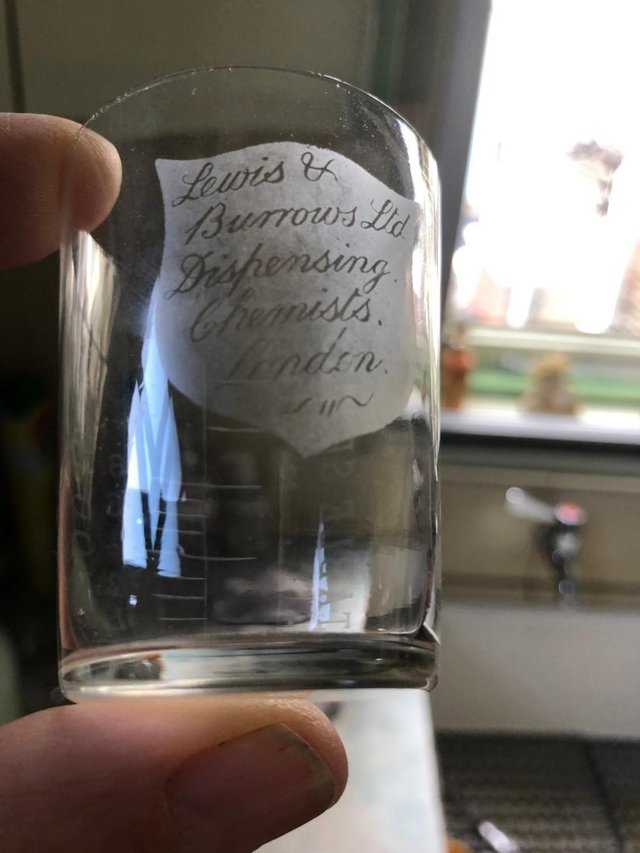 Lewis &
Burrows Ltd
Dispensing
Chemists.
London.